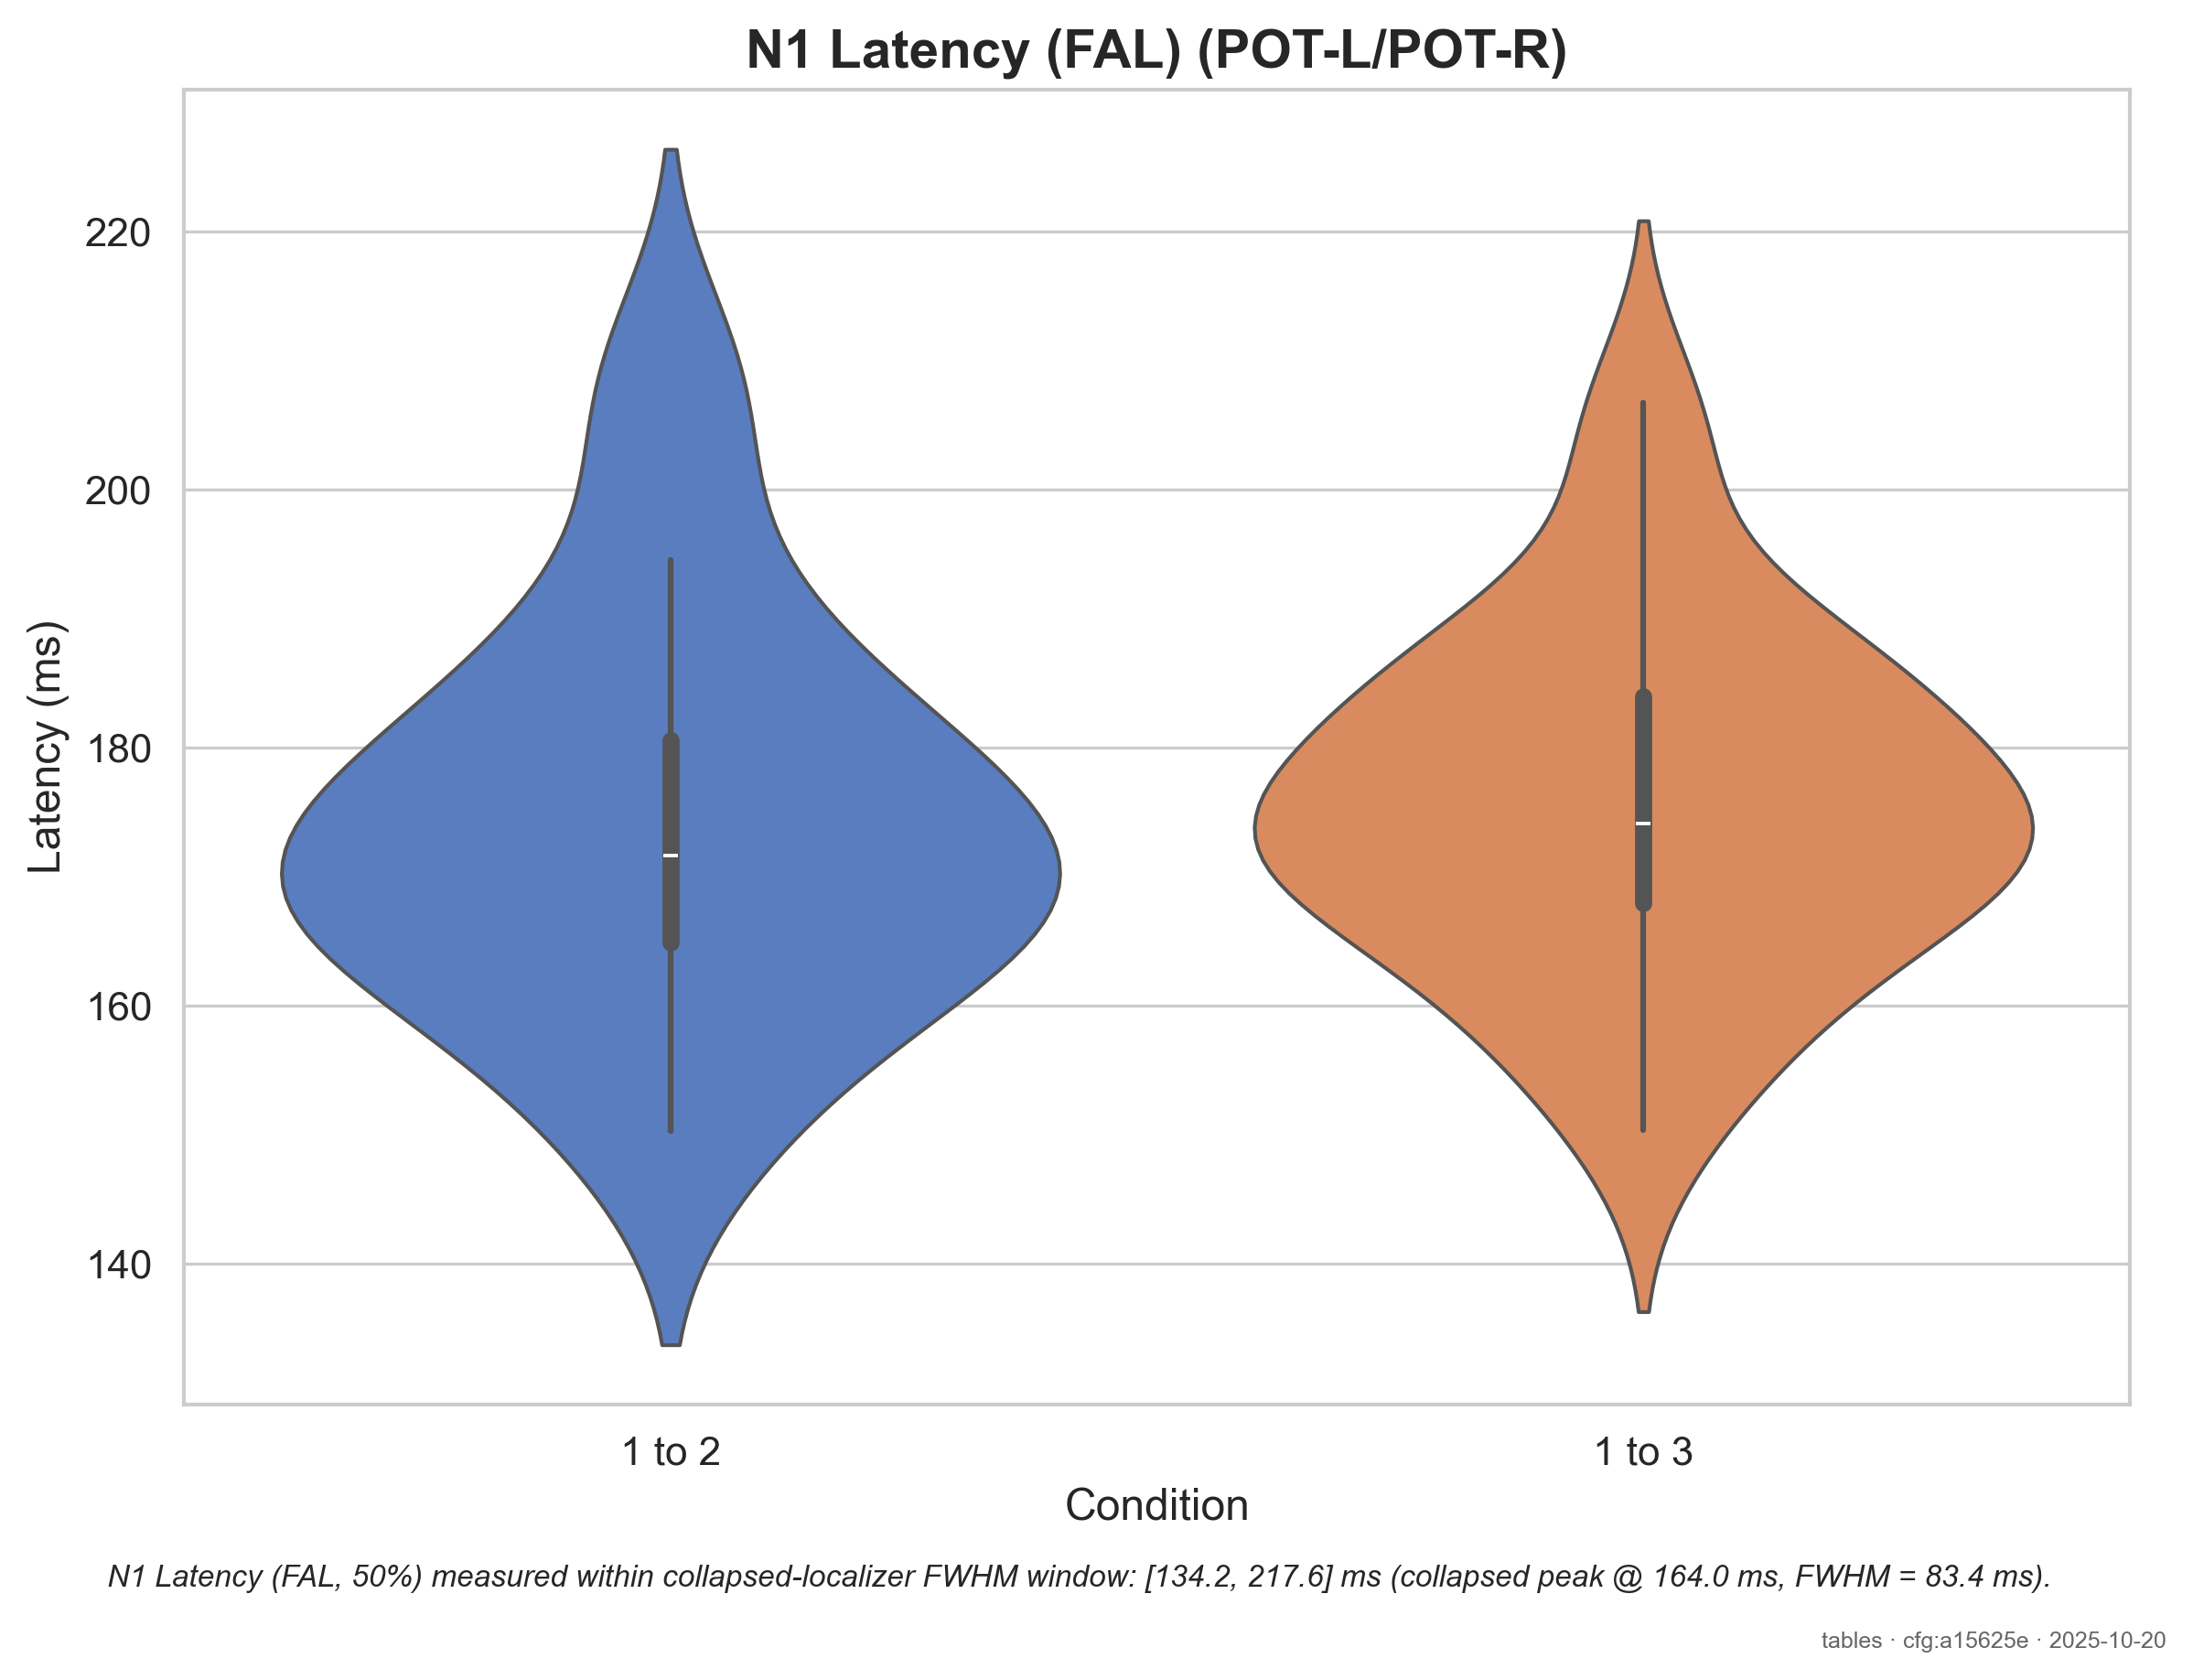 N1 Latency (FAL) (POT-L/POT-R)
Latency (ms)
220
200
180
160
140
1 to 2
1 to 3
Condition
N1 Latency (FAL, 50%) measured within collapsed-localizer FWHM window: [134.2, 217.6] ms (collapsed peak @ 164.0 ms, FWHM = 83.4 ms).
tables · cfg:a15625e · 2025-10-20